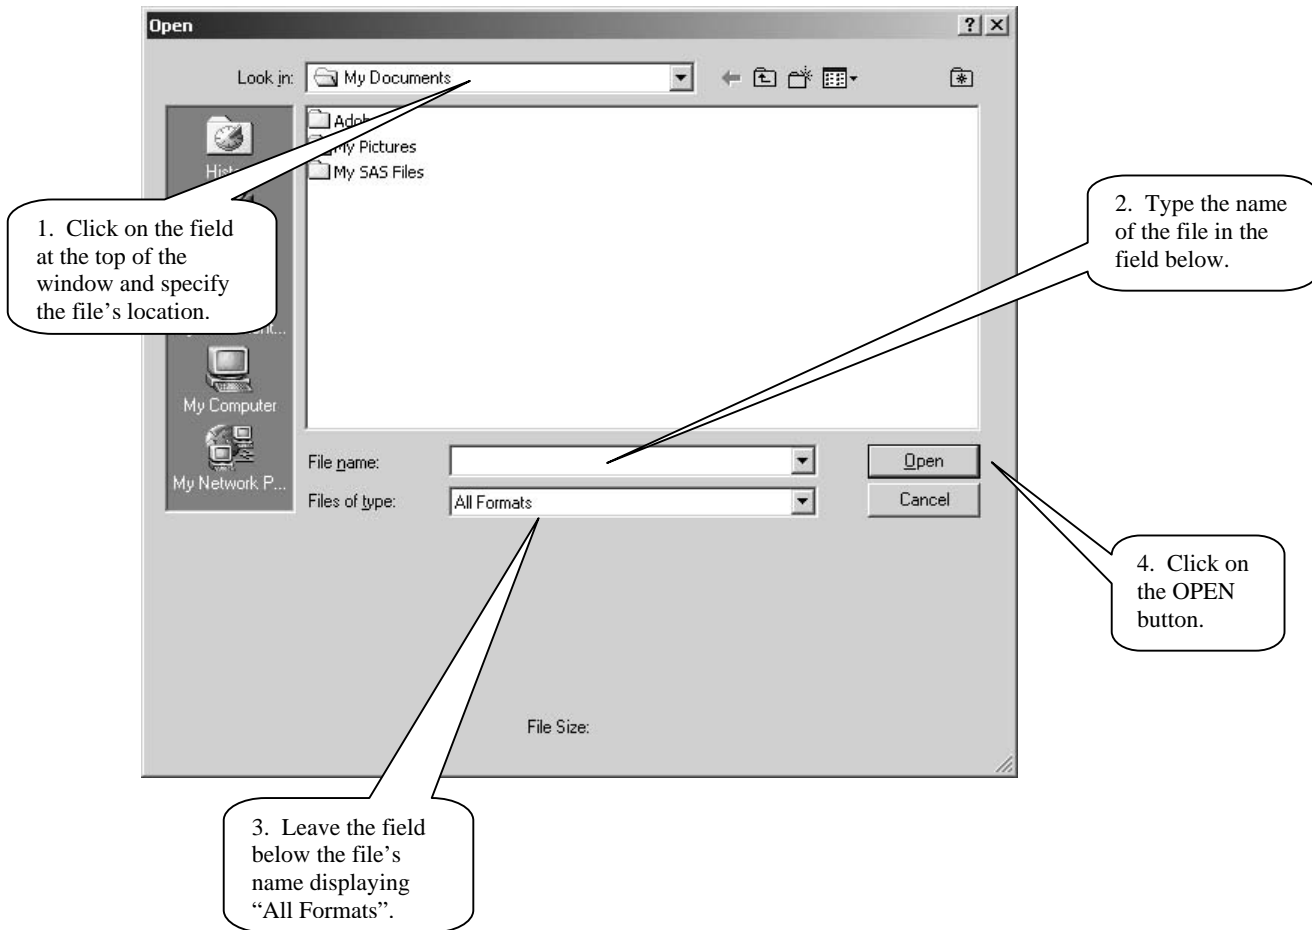 Open
Look in: My Documents
My Pictures
My SAS Files
1. Click on the field
at the top of the
window and specify
the file's location.
2. Type the name
of the file in the
field below.
My Computer
My Network P...
File name:
Open
Files of type: All Formats
Cancel
4. Click on
the OPEN
button.
File Size:
3. Leave the field
below the file's
name displaying
“All Formats”.